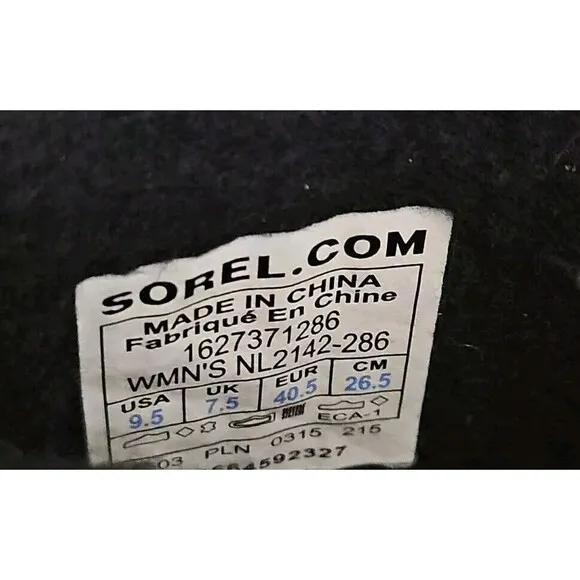 SOREL.COM
MADE IN CHINA
Fabriqué En Chine
1627371286
WMN'S NL2142-286
USA UK EUR CM
9.5 7.5 40.5 26.5
ECA-1
03 PLN 0315 215